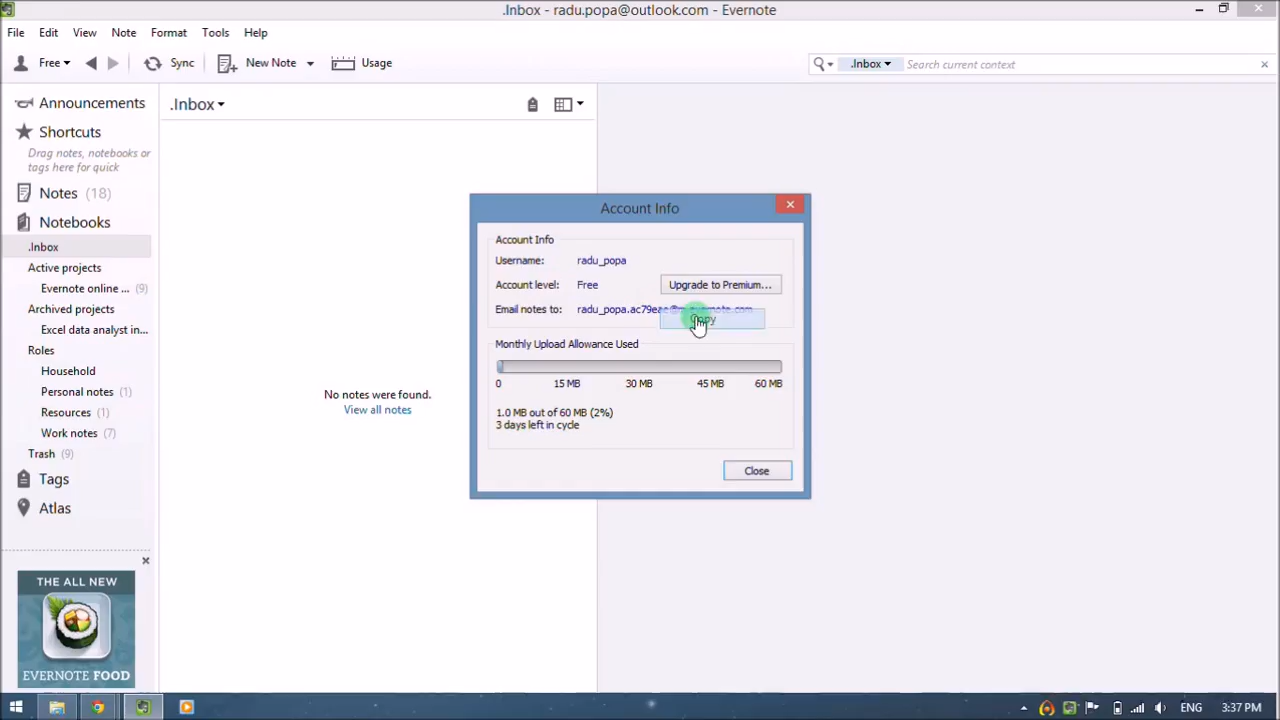 .Inbox - radu.popa@outlook.com - Evernote
File Edit View Note Format Tools Help
Free Sync New Note Usage .Inbox Search current context
Announcements
Shortcuts
Drag notes, notebooks or
tags here for quick
Notes (18)
Notebooks
.Inbox
Active projects
Evernote online ... (9)
Archived projects
Excel data analyst in...
Roles
Household
Personal notes (1)
Resources (1)
Work notes (7)
Trash (9)
Tags
Atlas
THE ALL NEW
EVERNOTE FOOD
.Inbox
No notes were found.
View all notes
Account Info
Account Info
Username: radu_popa
Account level: Free Upgrade to Premium...
Email notes to:
Copy
Monthly Upload Allowance Used
0 15 MB 30 MB 45 MB 60 MB
1.0 MB out of 60 MB (2%)
3 days left in cycle
Close
ENG 3:37 PM